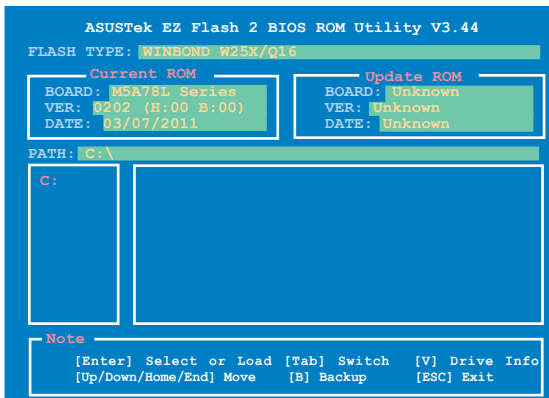 ASUSTek EZ Flash 2 BIOS ROM Utility V3.44
FLASH TYPE: WINBOND W25X/Q16
Current ROM
BOARD: M5A78L Series
VER: 0202 (H:00 B:00)
DATE: 03/07/2011
Update ROM
BOARD: Unknown
VER: Unknown
DATE: Unknown
PATH: C:\
C:
Note
[Enter] Select or Load [Tab] Switch [V] Drive Info
[Up/Down/Home/End] Move [B] Backup [ESC] Exit